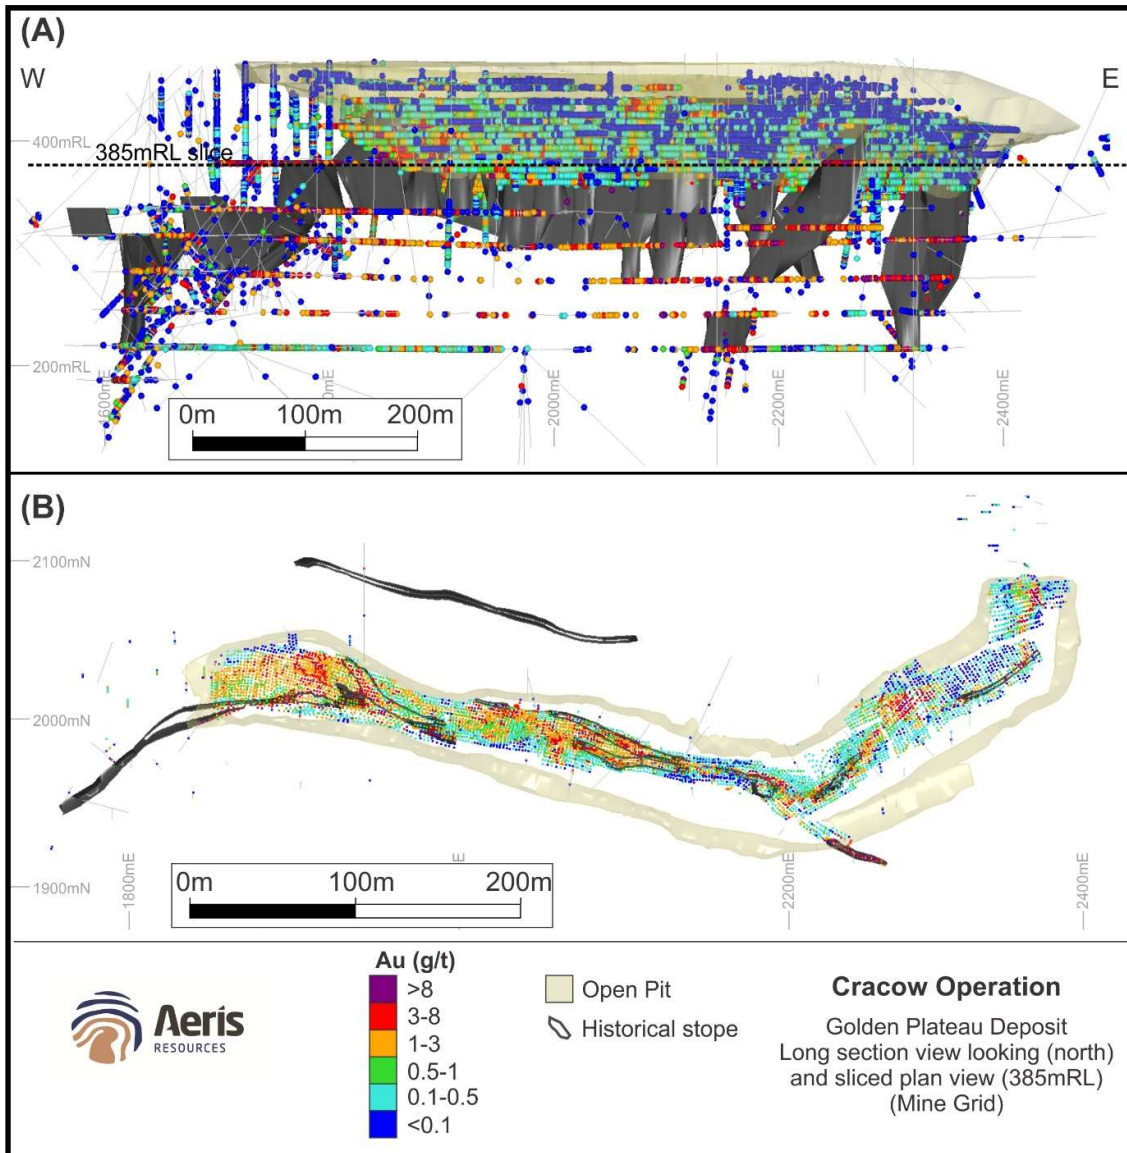 (A)
W
E
400mRL
385mRL slice
200mRL
1600mE
2000mE
2200mE
2400mE
0m 100m 200m
(B)
2100mN
2000mN
1900mN
1800mE
2200mE
2400mE
0m 100m 200m
Aeris
RESOURCES
Au (g/t)
>8
3-8
1-3
0.5-1
0.1-0.5
<0.1
Open Pit
Historical stope
Cracow Operation
Golden Plateau Deposit
Long section view looking (north)
and sliced plan view (385mRL)
(Mine Grid)